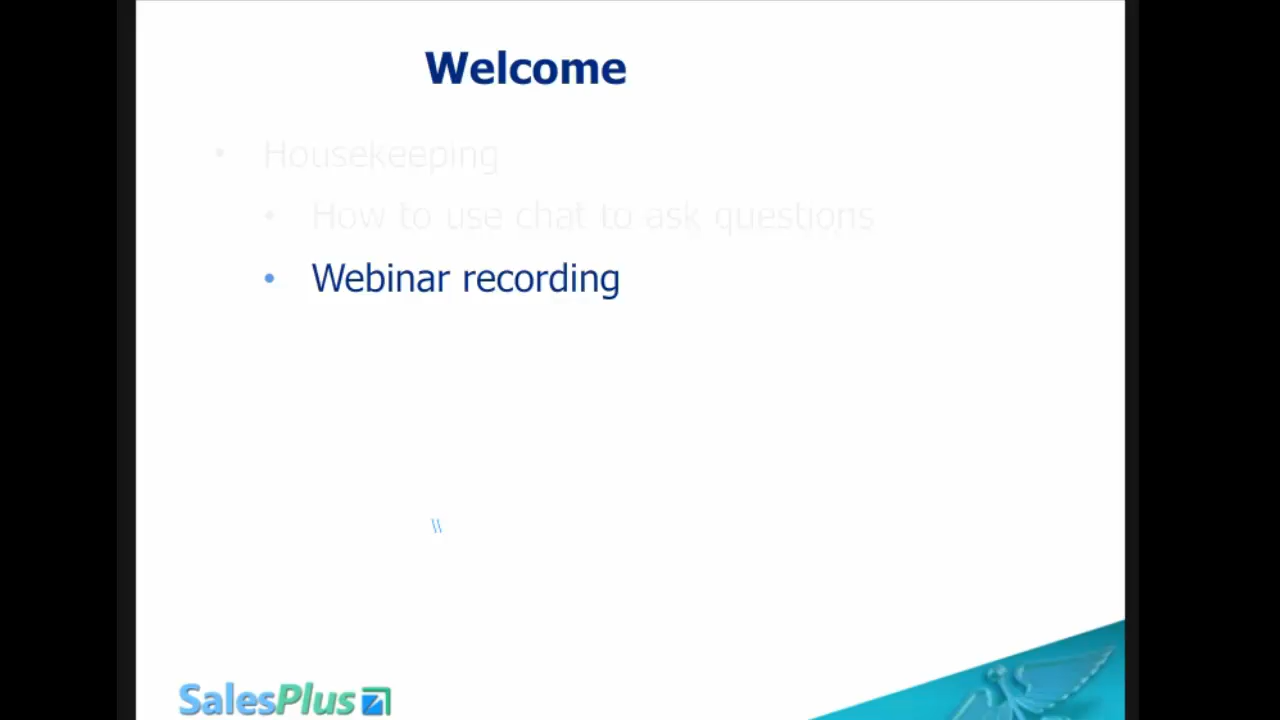 Welcome
• Housekeeping
• How to use chat to ask questions
• Webinar recording
\\
SalesPlus